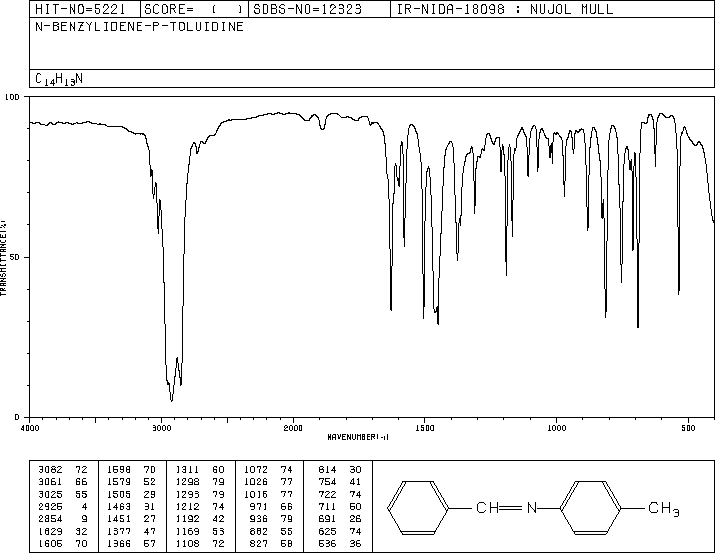 HIT-NO=5221 SCORE= ( ) SDBS-NO=12323 IR-NIDA-18098 : NUJOL MULL
N-BENZYLIDENE-P-TOLUIDINE
C14H13N
100
50
0
TRANSMITTANCE(%)
4000 3000 2000 1500 1000 500
WAVENUMBER(-1)
3082 72 1598 70 1311 60 1072 74 814 30
3061 66 1579 52 1298 79 1026 77 754 41
3025 55 1505 29 1293 79 1016 77 722 74
2925 4 1463 31 1212 74 971 66 711 50
2854 9 1451 27 1192 42 936 79 691 26
1629 32 1377 47 1169 53 882 55 625 74
1605 70 1366 57 1108 72 827 58 536 36
CH N CH3